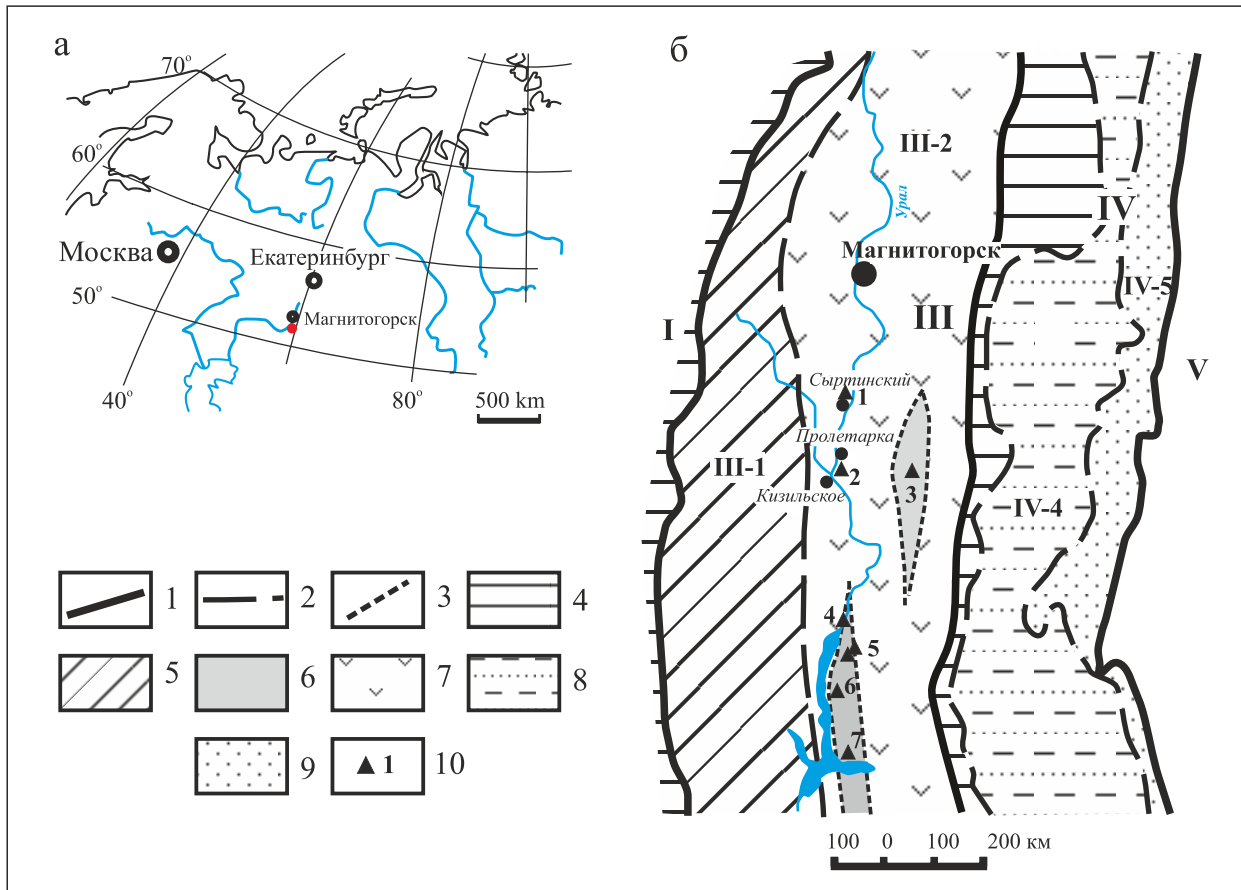 а
70°
60°
Москва
Екатеринбург
50°
Магнитогорск
40°
80°
500 km
1
2
3
4
5
6
7
8
9
1
10
б
III-2
Урал
IV
Магнитогорск
IV-5
I
III
V
Сыртинский
1
Пролетарка
III-1
2
3
Кизильское
IV-4
4
5
6
7
100 0 100 200 км